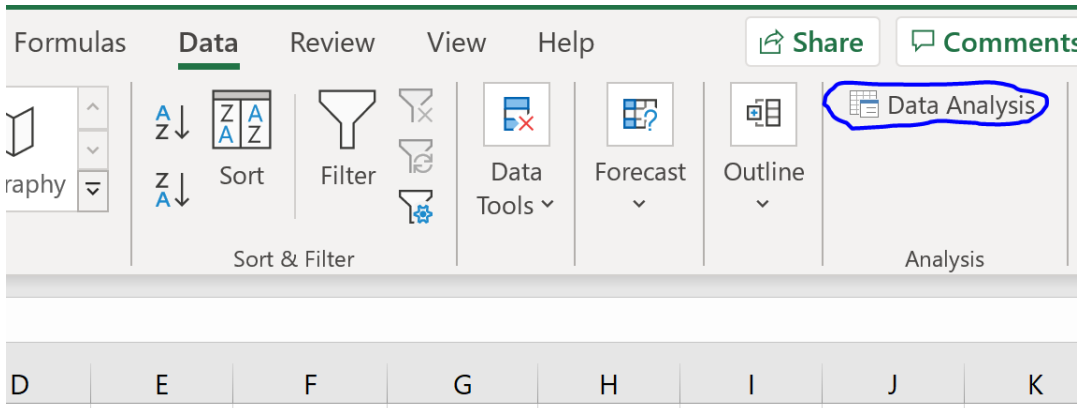 Formulas Data Review View Help Share Comments
Data Analysis
raphy Sort Filter Data Tools Forecast Outline
Sort & Filter Analysis
D E F G H I J K